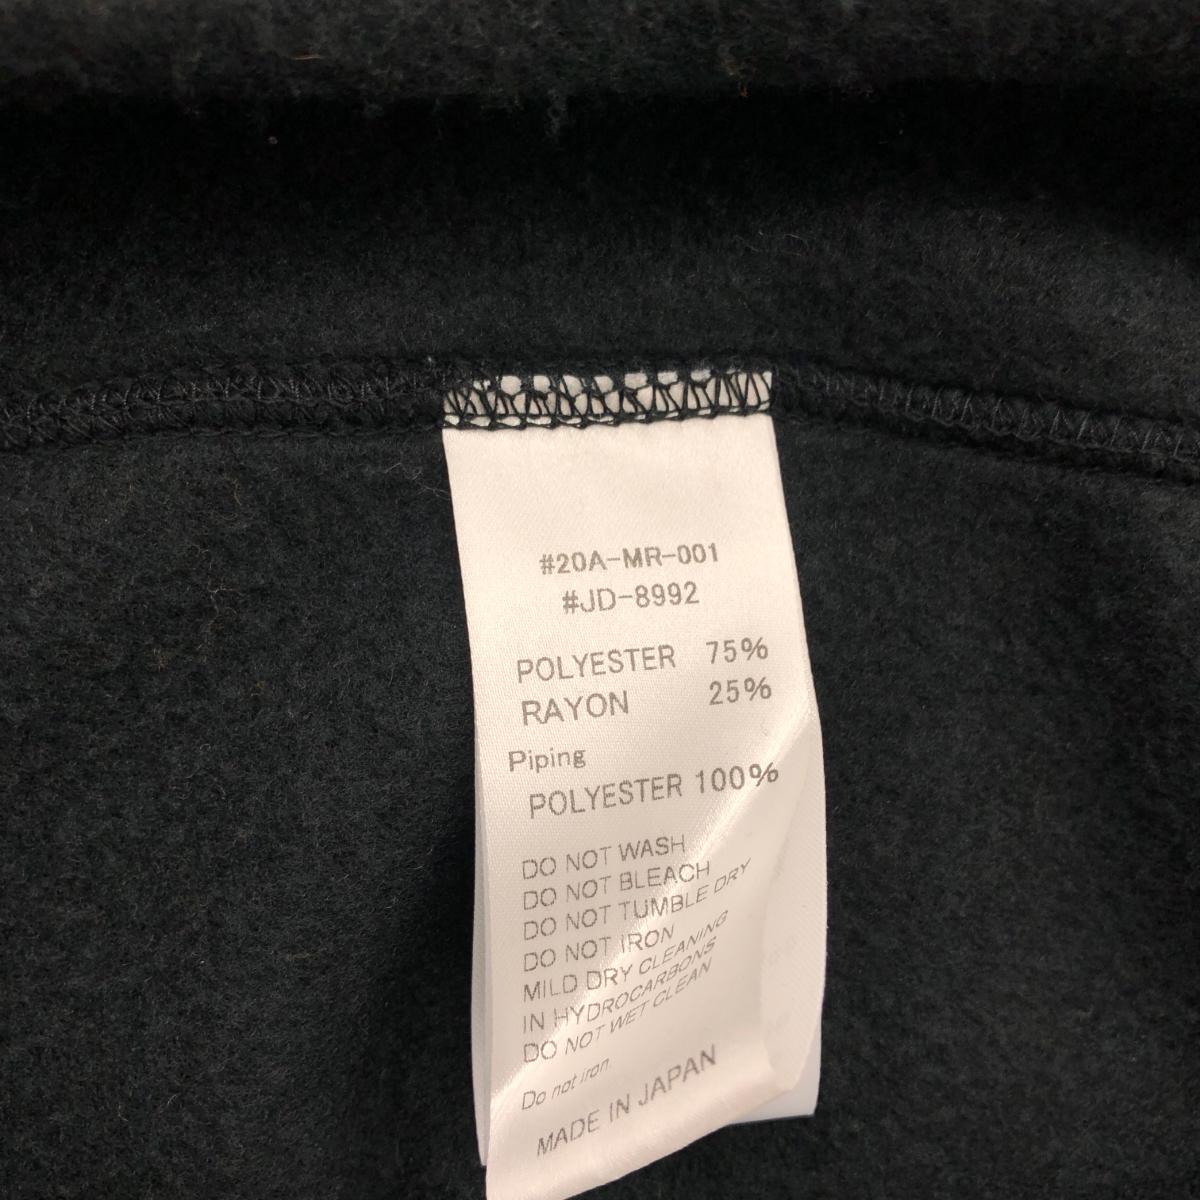 #20A-MR-001
#JD-8992
POLYESTER 75%
RAYON 25%
Piping
POLYESTER 100%
DO NOT WASH
DO NOT BLEACH
DO NOT TUMBLE DRY
DO NOT IRON
MILD DRY CLEANING
IN HYDROCARBONS
DO NOT WET CLEAN
Do not iron.
MADE IN JAPAN